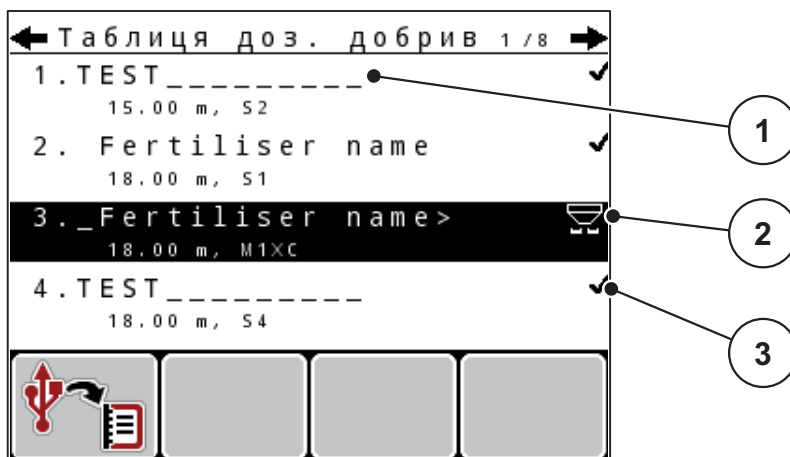 Таблиця доз. добрив 1/8
1.TEST_________
15.00 m, S2
2. Fertiliser name
18.00 m, S1
3._Fertiliser name>
18.00 m, M1XC
4.TEST_________
18.00 m, S4
1
2
3